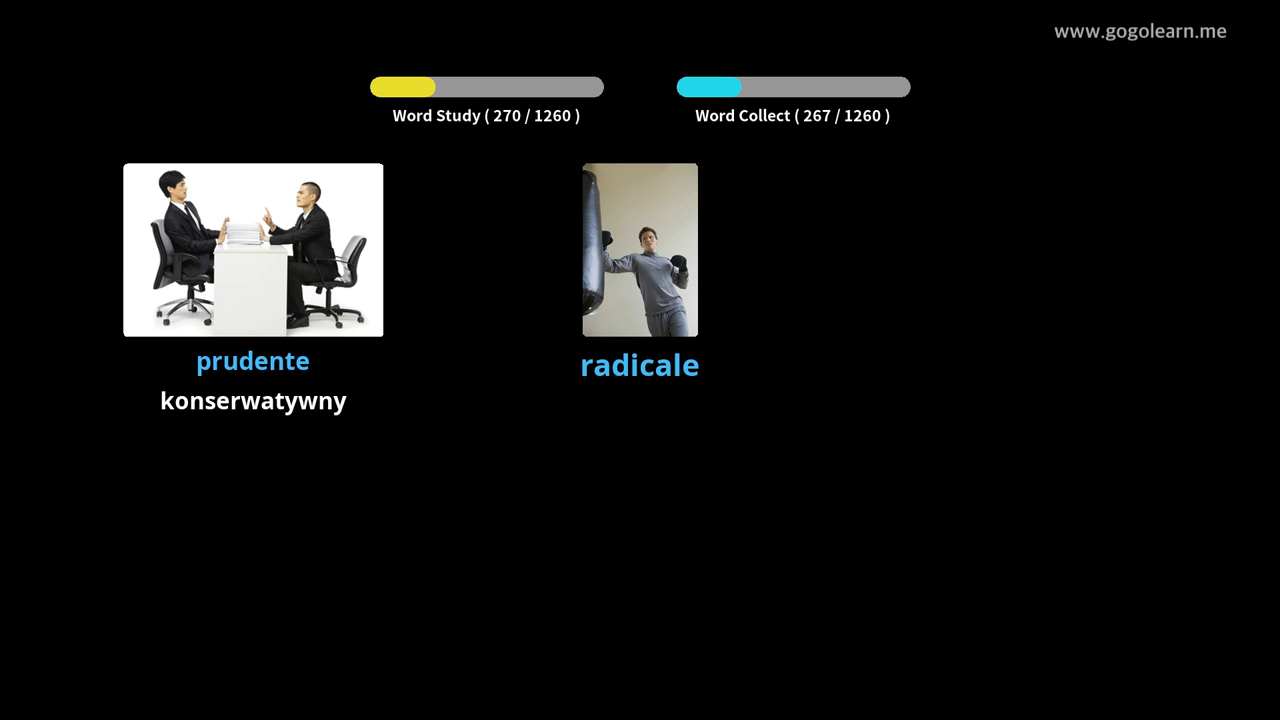 www.gogolearn.me
Word Study ( 270 / 1260 )
Word Collect ( 267 / 1260 )
prudente
konserwatywny
radicale